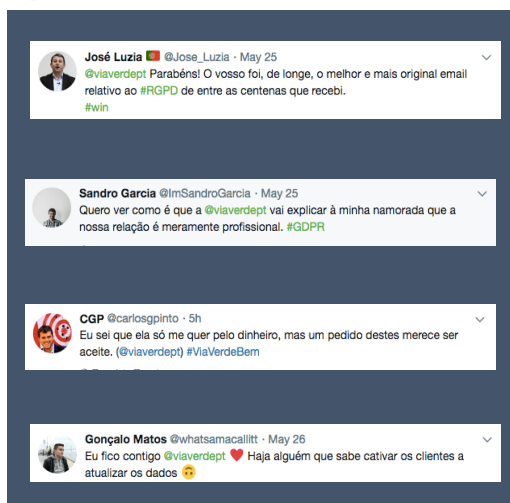 José Luzia 🇵🇹 @Jose_Luzia · May 25
@viaverdept Parabéns! O vosso foi, de longe, o melhor e mais original email
relativo ao #RGPD de entre as centenas que recebi.
#win
Sandro Garcia @ImSandroGarcia · May 25
Quero ver como é que a @viaverdept vai explicar à minha namorada que a
nossa relação é meramente profissional. #GDPR
CGP @carlosgpinto · 5h
Eu sei que ela só me quer pelo dinheiro, mas um pedido destes merece ser
aceite. (@viaverdept) #ViaVerdeBem
Gonçalo Matos @whatsamacallitt · May 26
Eu fico contigo @viaverdept ❤️ Haja alguém que sabe cativar os clientes a
atualizar os dados 🙃